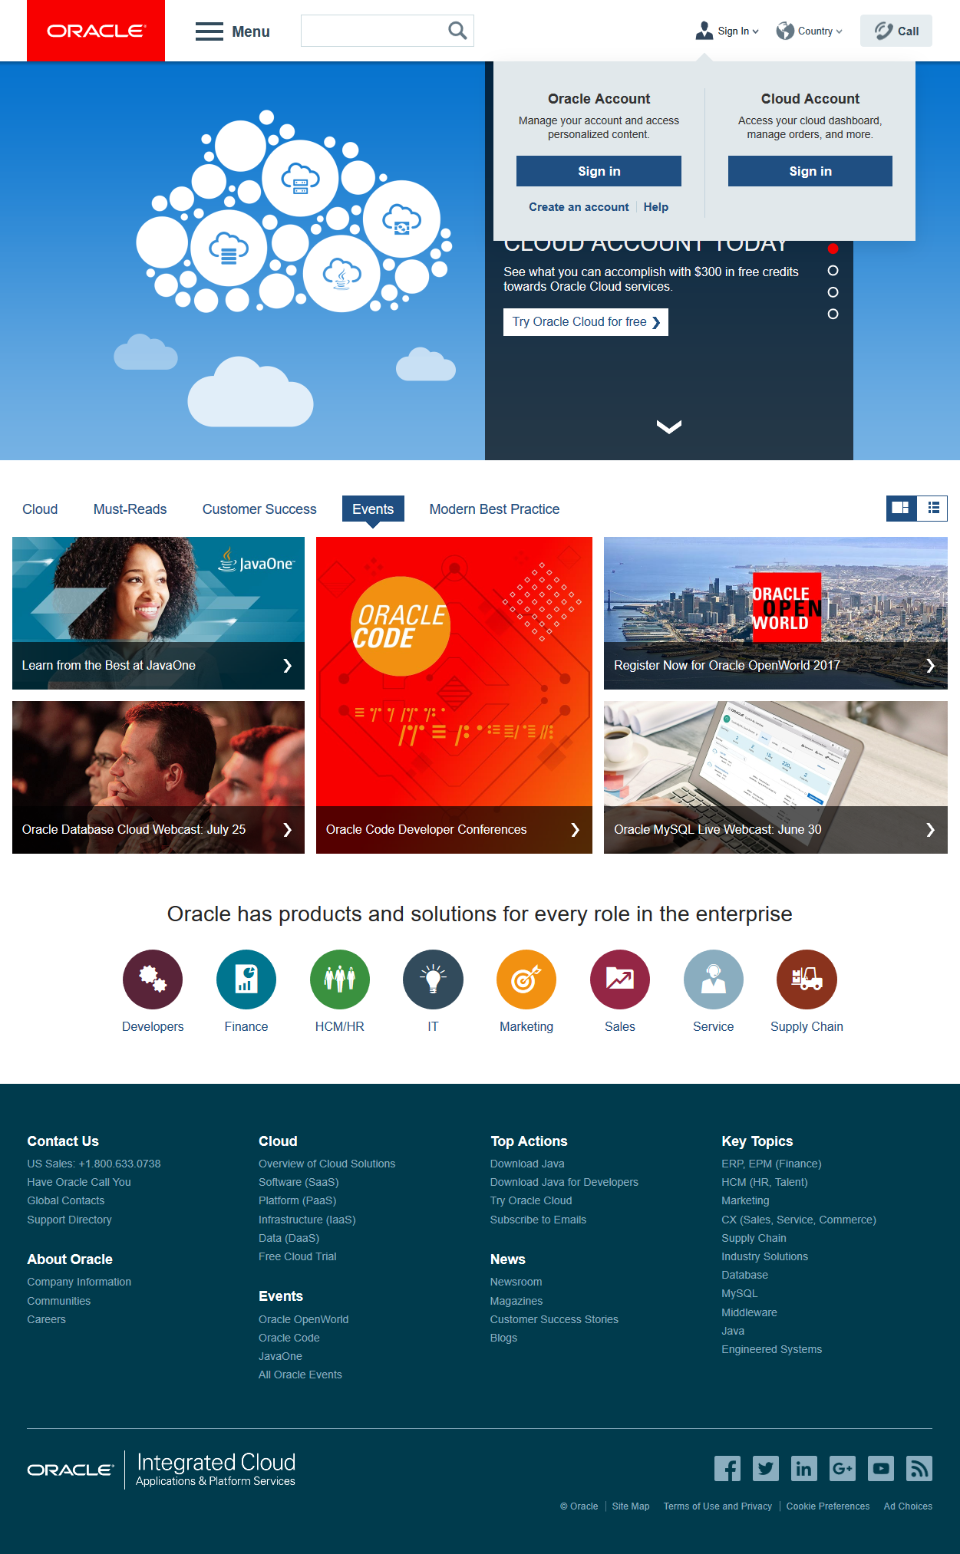 ORACLE
Menu
Sign In
Country
Call
Oracle Account
Manage your account and access
personalized content.
Sign in
Create an account
Help
Cloud Account
Access your cloud dashboard,
manage orders, and more.
Sign in
CLOUD ACCOUNT TODAY
See what you can accomplish with $300 in free credits
towards Oracle Cloud services.
Try Oracle Cloud for free
Cloud
Must-Reads
Customer Success
Events
Modern Best Practice
JavaOne
Learn from the Best at JavaOne
Oracle Database Cloud Webcast: July 25
ORACLE
CODE
Oracle Code Developer Conferences
ORACLE
OPEN
WORLD
Register Now for Oracle OpenWorld 2017
Oracle MySQL Live Webcast: June 30
Oracle has products and solutions for every role in the enterprise
Developers
Finance
HCM/HR
IT
Marketing
Sales
Service
Supply Chain
Contact Us
US Sales: +1.800.633.0738
Have Oracle Call You
Global Contacts
Support Directory
About Oracle
Company Information
Communities
Careers
Cloud
Overview of Cloud Solutions
Software (SaaS)
Platform (PaaS)
Infrastructure (IaaS)
Data (DaaS)
Free Cloud Trial
Events
Oracle OpenWorld
Oracle Code
JavaOne
All Oracle Events
Top Actions
Download Java
Download Java for Developers
Try Oracle Cloud
Subscribe to Emails
News
Newsroom
Magazines
Customer Success Stories
Blogs
Key Topics
ERP, EPM (Finance)
HCM (HR, Talent)
Marketing
CX (Sales, Service, Commerce)
Supply Chain
Industry Solutions
Database
MySQL
Middleware
Java
Engineered Systems
ORACLE
Integrated Cloud
Applications & Platform Services
© Oracle
Site Map
Terms of Use and Privacy
Cookie Preferences
Ad Choices